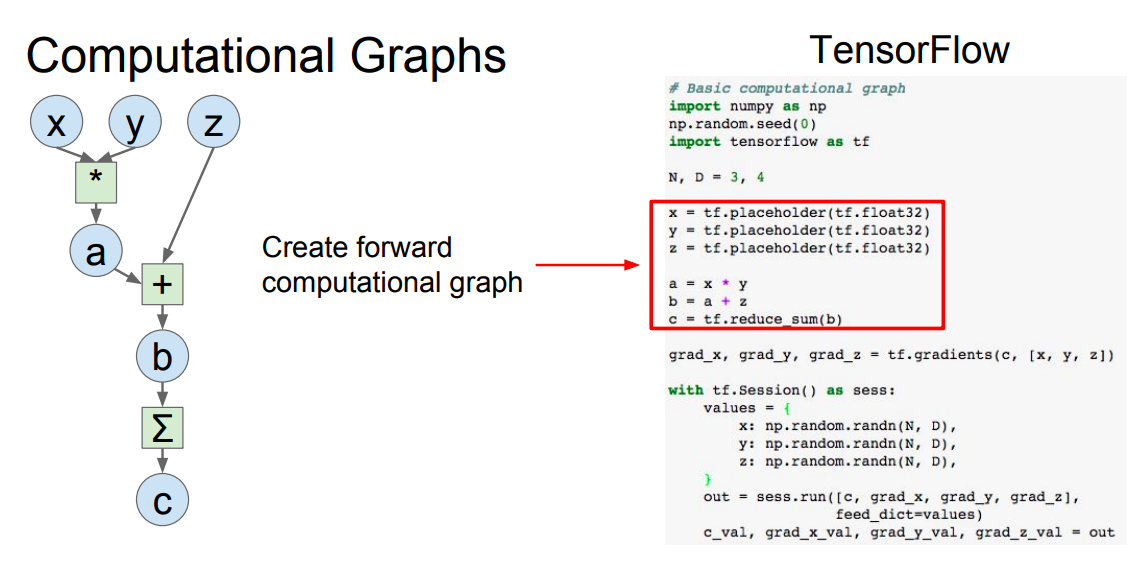 Computational Graphs
x y z
*
a
+
b
Σ
c
Create forward
computational graph
TensorFlow
# Basic computational graph
import numpy as np
np.random.seed(0)
import tensorflow as tf
N, D = 3, 4
x = tf.placeholder(tf.float32)
y = tf.placeholder(tf.float32)
z = tf.placeholder(tf.float32)
a = x * y
b = a + z
c = tf.reduce_sum(b)
grad_x, grad_y, grad_z = tf.gradients(c, [x, y, z])
with tf.Session() as sess:
    values = {
        x: np.random.randn(N, D),
        y: np.random.randn(N, D),
        z: np.random.randn(N, D),
    }
    out = sess.run([c, grad_x, grad_y, grad_z],
                   feed_dict=values)
    c_val, grad_x_val, grad_y_val, grad_z_val = out